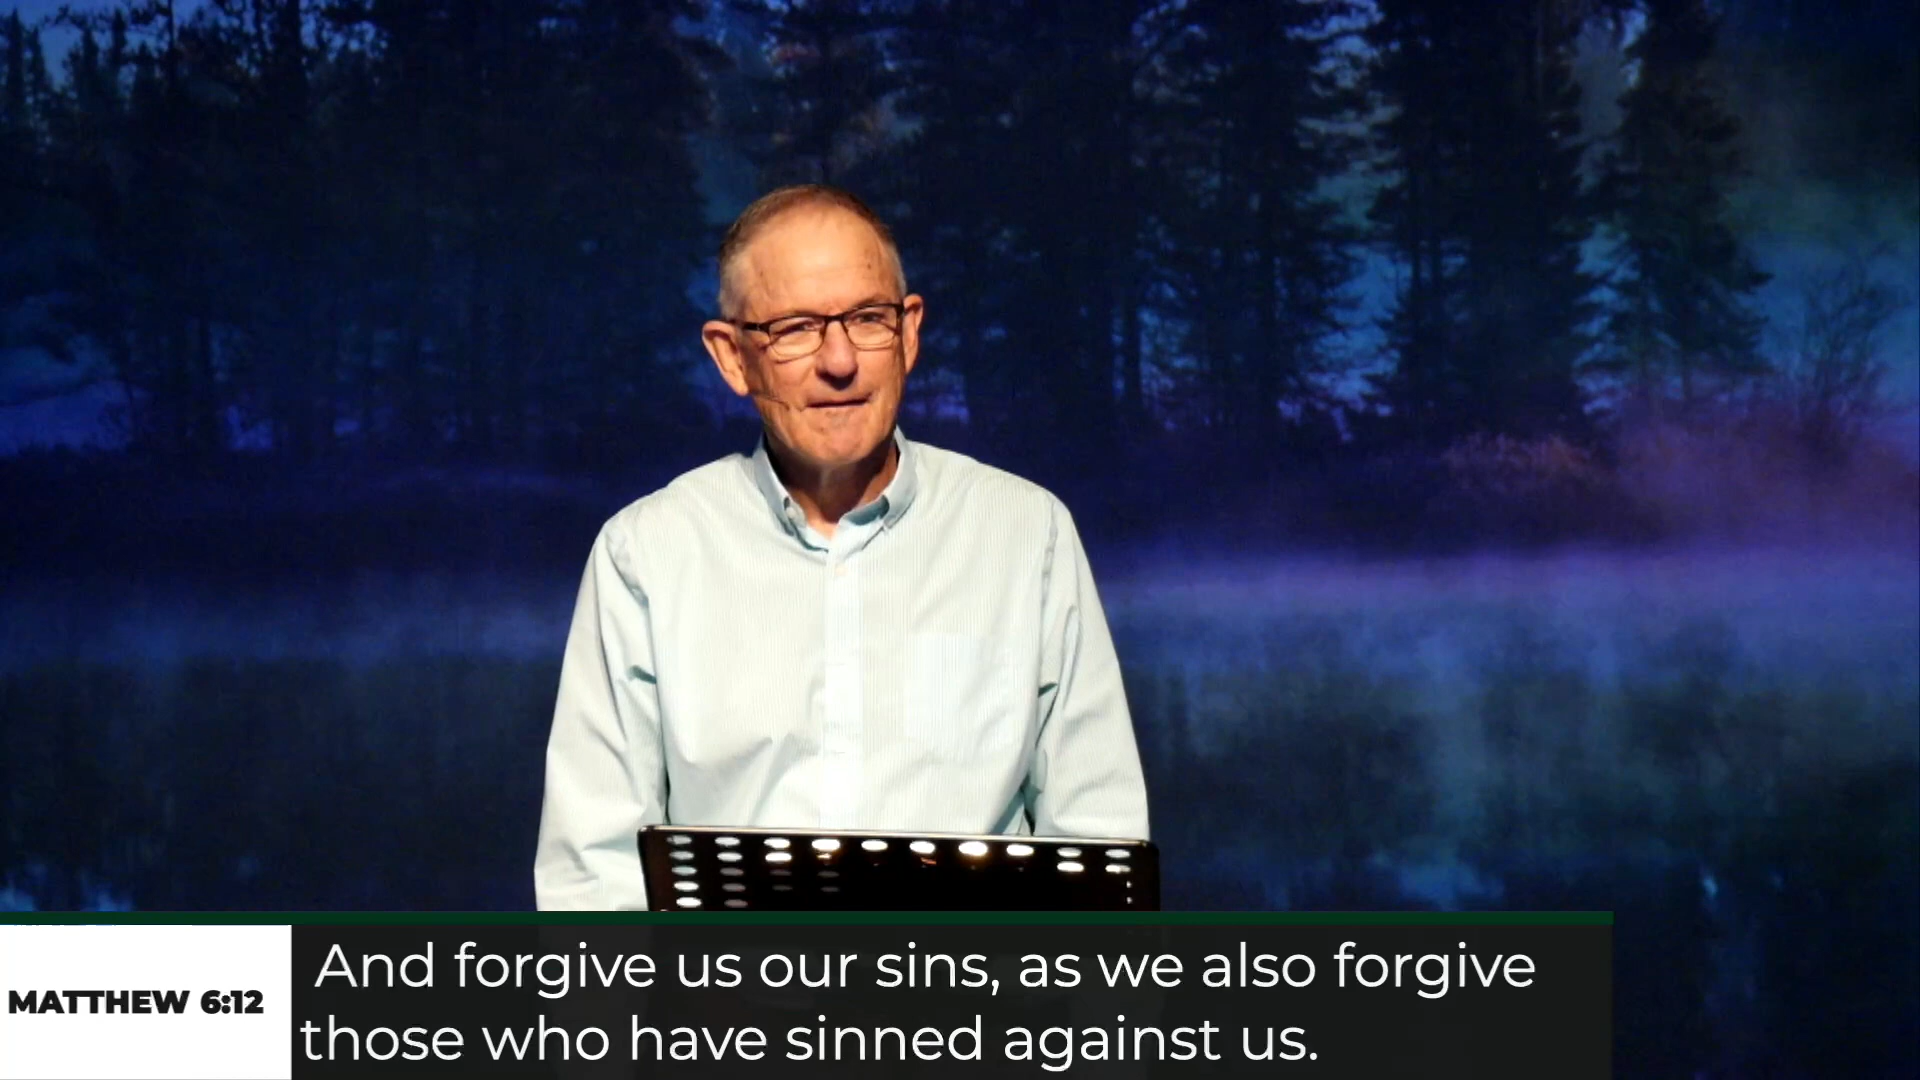 MATTHEW 6:12
And forgive us our sins, as we also forgive
those who have sinned against us.